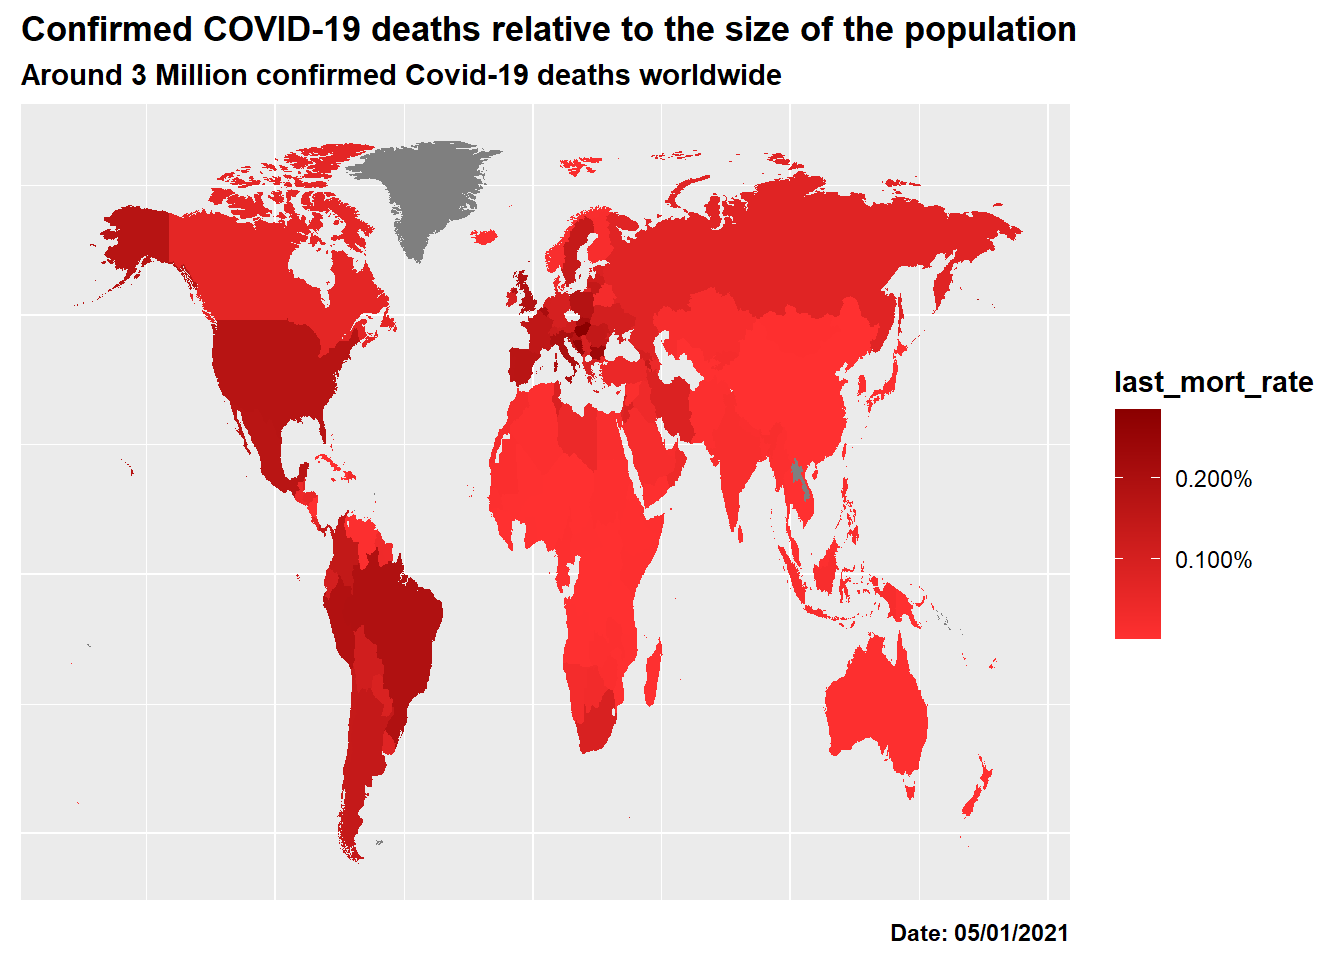 Confirmed COVID-19 deaths relative to the size of the population
Around 3 Million confirmed Covid-19 deaths worldwide
last_mort_rate
0.200%
0.100%
Date: 05/01/2021